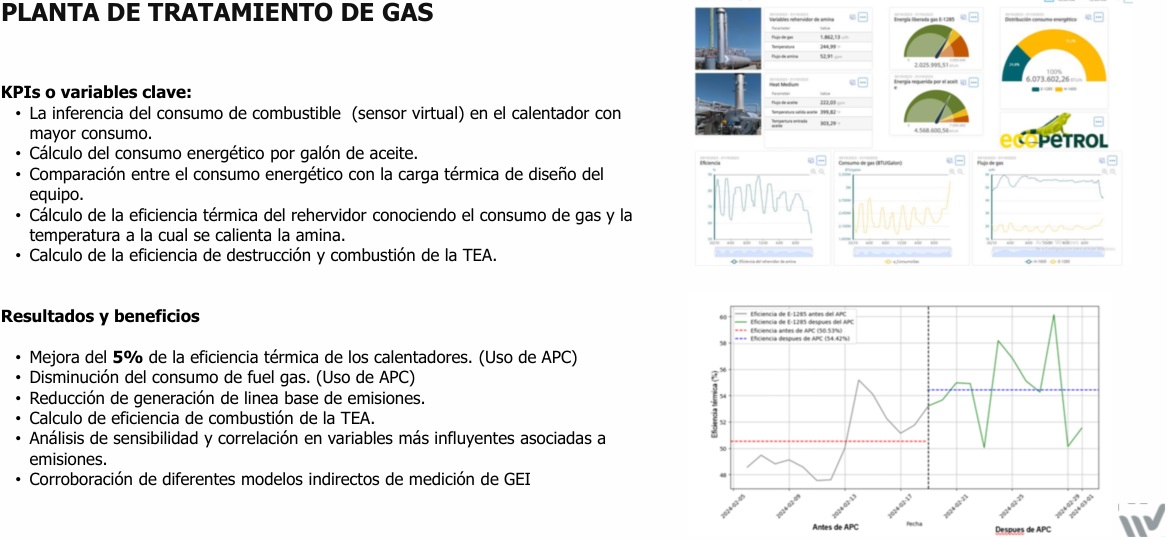 PLANTA DE TRATAMIENTO DE GAS
KPIs o variables clave:
• La inferencia del consumo de combustible (sensor virtual) en el calentador con
mayor consumo.
• Cálculo del consumo energético por galón de aceite.
• Comparación entre el consumo energético con la carga térmica de diseño del
equipo.
• Cálculo de la eficiencia térmica del rehervidor conociendo el consumo de gas y la
temperatura a la cual se calienta la amina.
• Calculo de la eficiencia de destrucción y combustión de la TEA.
Resultados y beneficios
• Mejora del 5% de la eficiencia térmica de los calentadores. (Uso de APC)
• Disminución del consumo de fuel gas. (Uso de APC)
• Reducción de generación de linea base de emisiones.
• Calculo de eficiencia de combustión de la TEA.
• Análisis de sensibilidad y correlación en variables más influyentes asociadas a
emisiones.
• Corroboración de diferentes modelos indirectos de medición de GEI
Variables rehervidor de amina
Flujo de gas 1.862,13
Temperatura 244,99
Flujo de amina 52,91
Heat Medium
Flujo de aceite 222,03
Temperatura salida aceite 399,82
Temperatura entrada
aceite 303,29
Energía liberada gas E-1285
2.025.995,51
Energía requerida por el aceit
e
4.568.600,56
Distribución consumo energético
100%
6.073.602,26
ecoPETROL
Eficiencia
Consumo de gas (BTU/Galon)
Flujo de gas
Eficiencia del rehervidor de amina
Eficiencia de E-1285 antes del APC
Eficiencia de E-1285 despues del APC
Eficiencia antes de APC (50.53%)
Eficiencia despues de APC (54.42%)
Eficiencia térmica (%)
60
58
56
54
52
50
48
2024-02-05
2024-02-09
2024-02-13
2024-02-17
2024-02-21
2024-02-25
2024-02-29
2024-03-01
Fecha
Antes de APC
Despues de APC